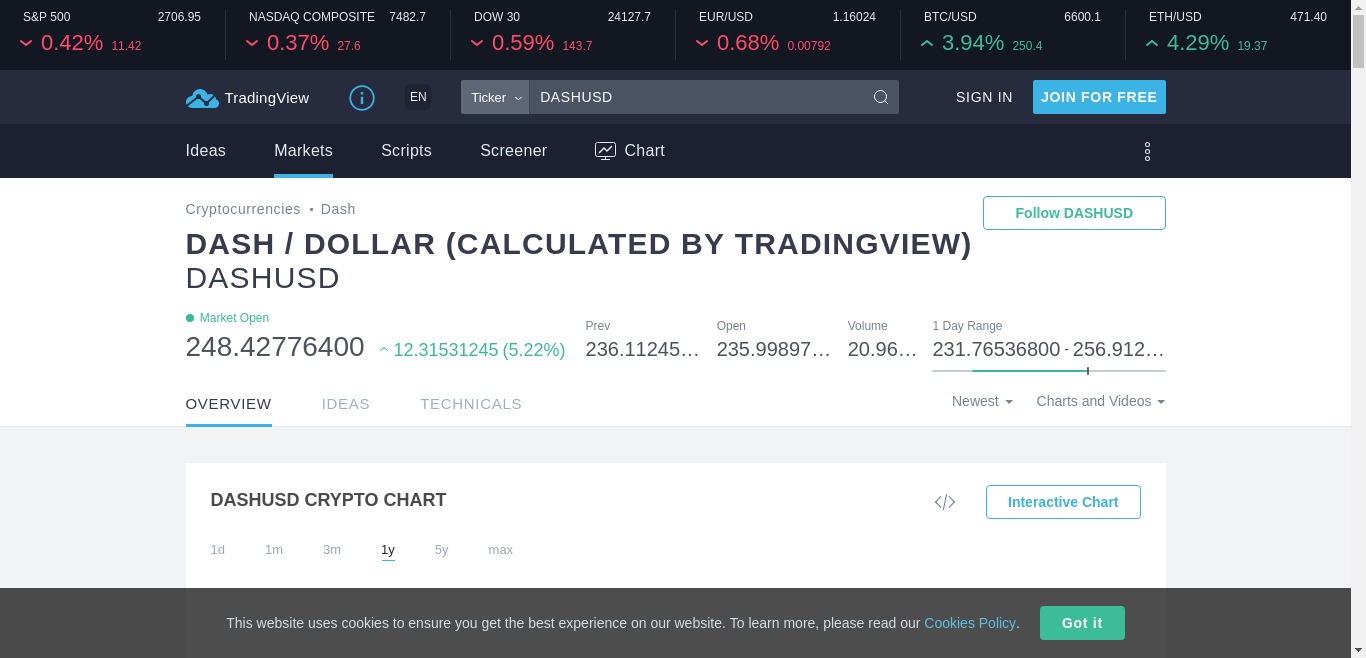 S&P 500 2706.95 NASDAQ COMPOSITE 7482.7 DOW 30 24127.7 EUR/USD 1.16024 BTC/USD 6600.1 ETH/USD 471.40
0.42% 11.42 0.37% 27.6 0.59% 143.7 0.68% 0.00792 3.94% 250.4 4.29% 19.37
TradingView EN Ticker DASHUSD SIGN IN JOIN FOR FREE
Ideas Markets Scripts Screener Chart
Cryptocurrencies • Dash
Follow DASHUSD
DASH / DOLLAR (CALCULATED BY TRADINGVIEW)
DASHUSD
Market Open
Prev Open Volume 1 Day Range
248.42776400 12.31531245 (5.22%) 236.11245… 235.99897… 20.96… 231.76536800 - 256.912…
OVERVIEW IDEAS TECHNICALS Newest Charts and Videos
DASHUSD CRYPTO CHART
</> Interactive Chart
1d 1m 3m 1y 5y max
This website uses cookies to ensure you get the best experience on our website. To learn more, please read our Cookies Policy. Got it